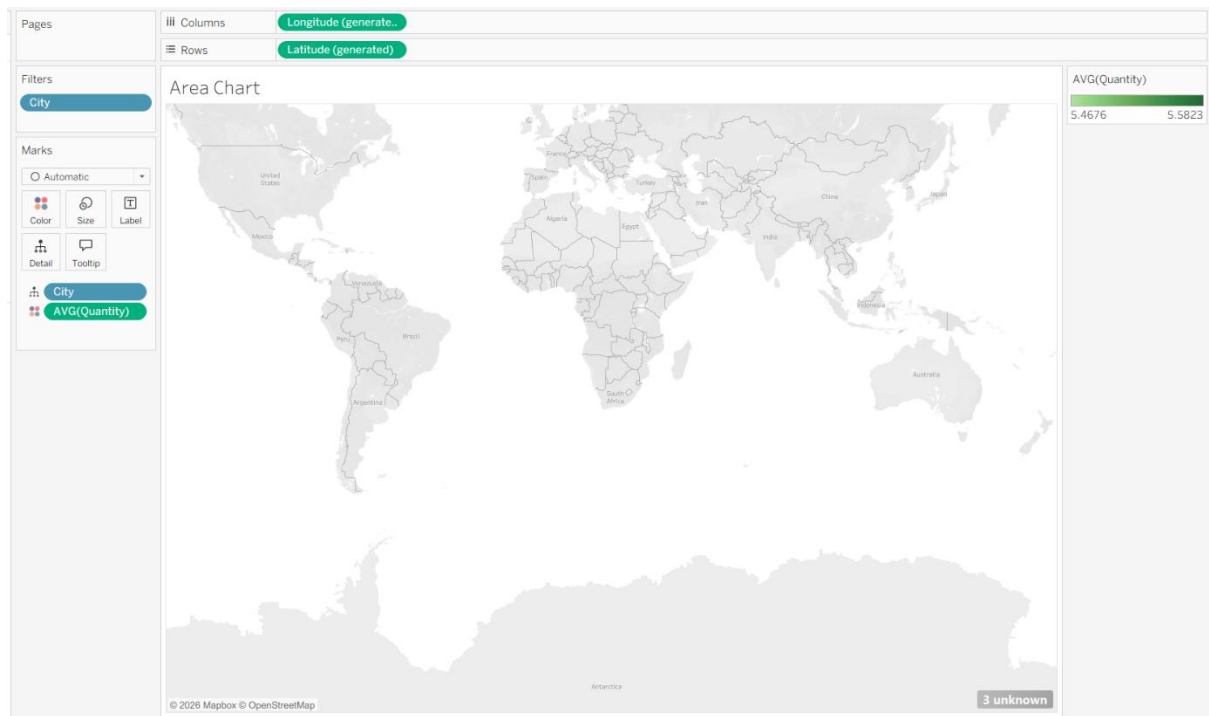 Pages
iii Columns
Longitude (generate..
Rows
Latitude (generated)
Filters
City
Marks
Automatic
Color
Size
Label
Detail
Tooltip
City
AVG(Quantity)
Area Chart
United
States
Mexico
Venezuela
Peru
Brazil
Argentina
France
Spain
Turkey
Algeria
Egypt
Iran
India
China
Japan
Indonesia
South
Africa
Australia
Antarctica
© 2026 Mapbox © OpenStreetMap
3 unknown
AVG(Quantity)
5.4676 5.5823